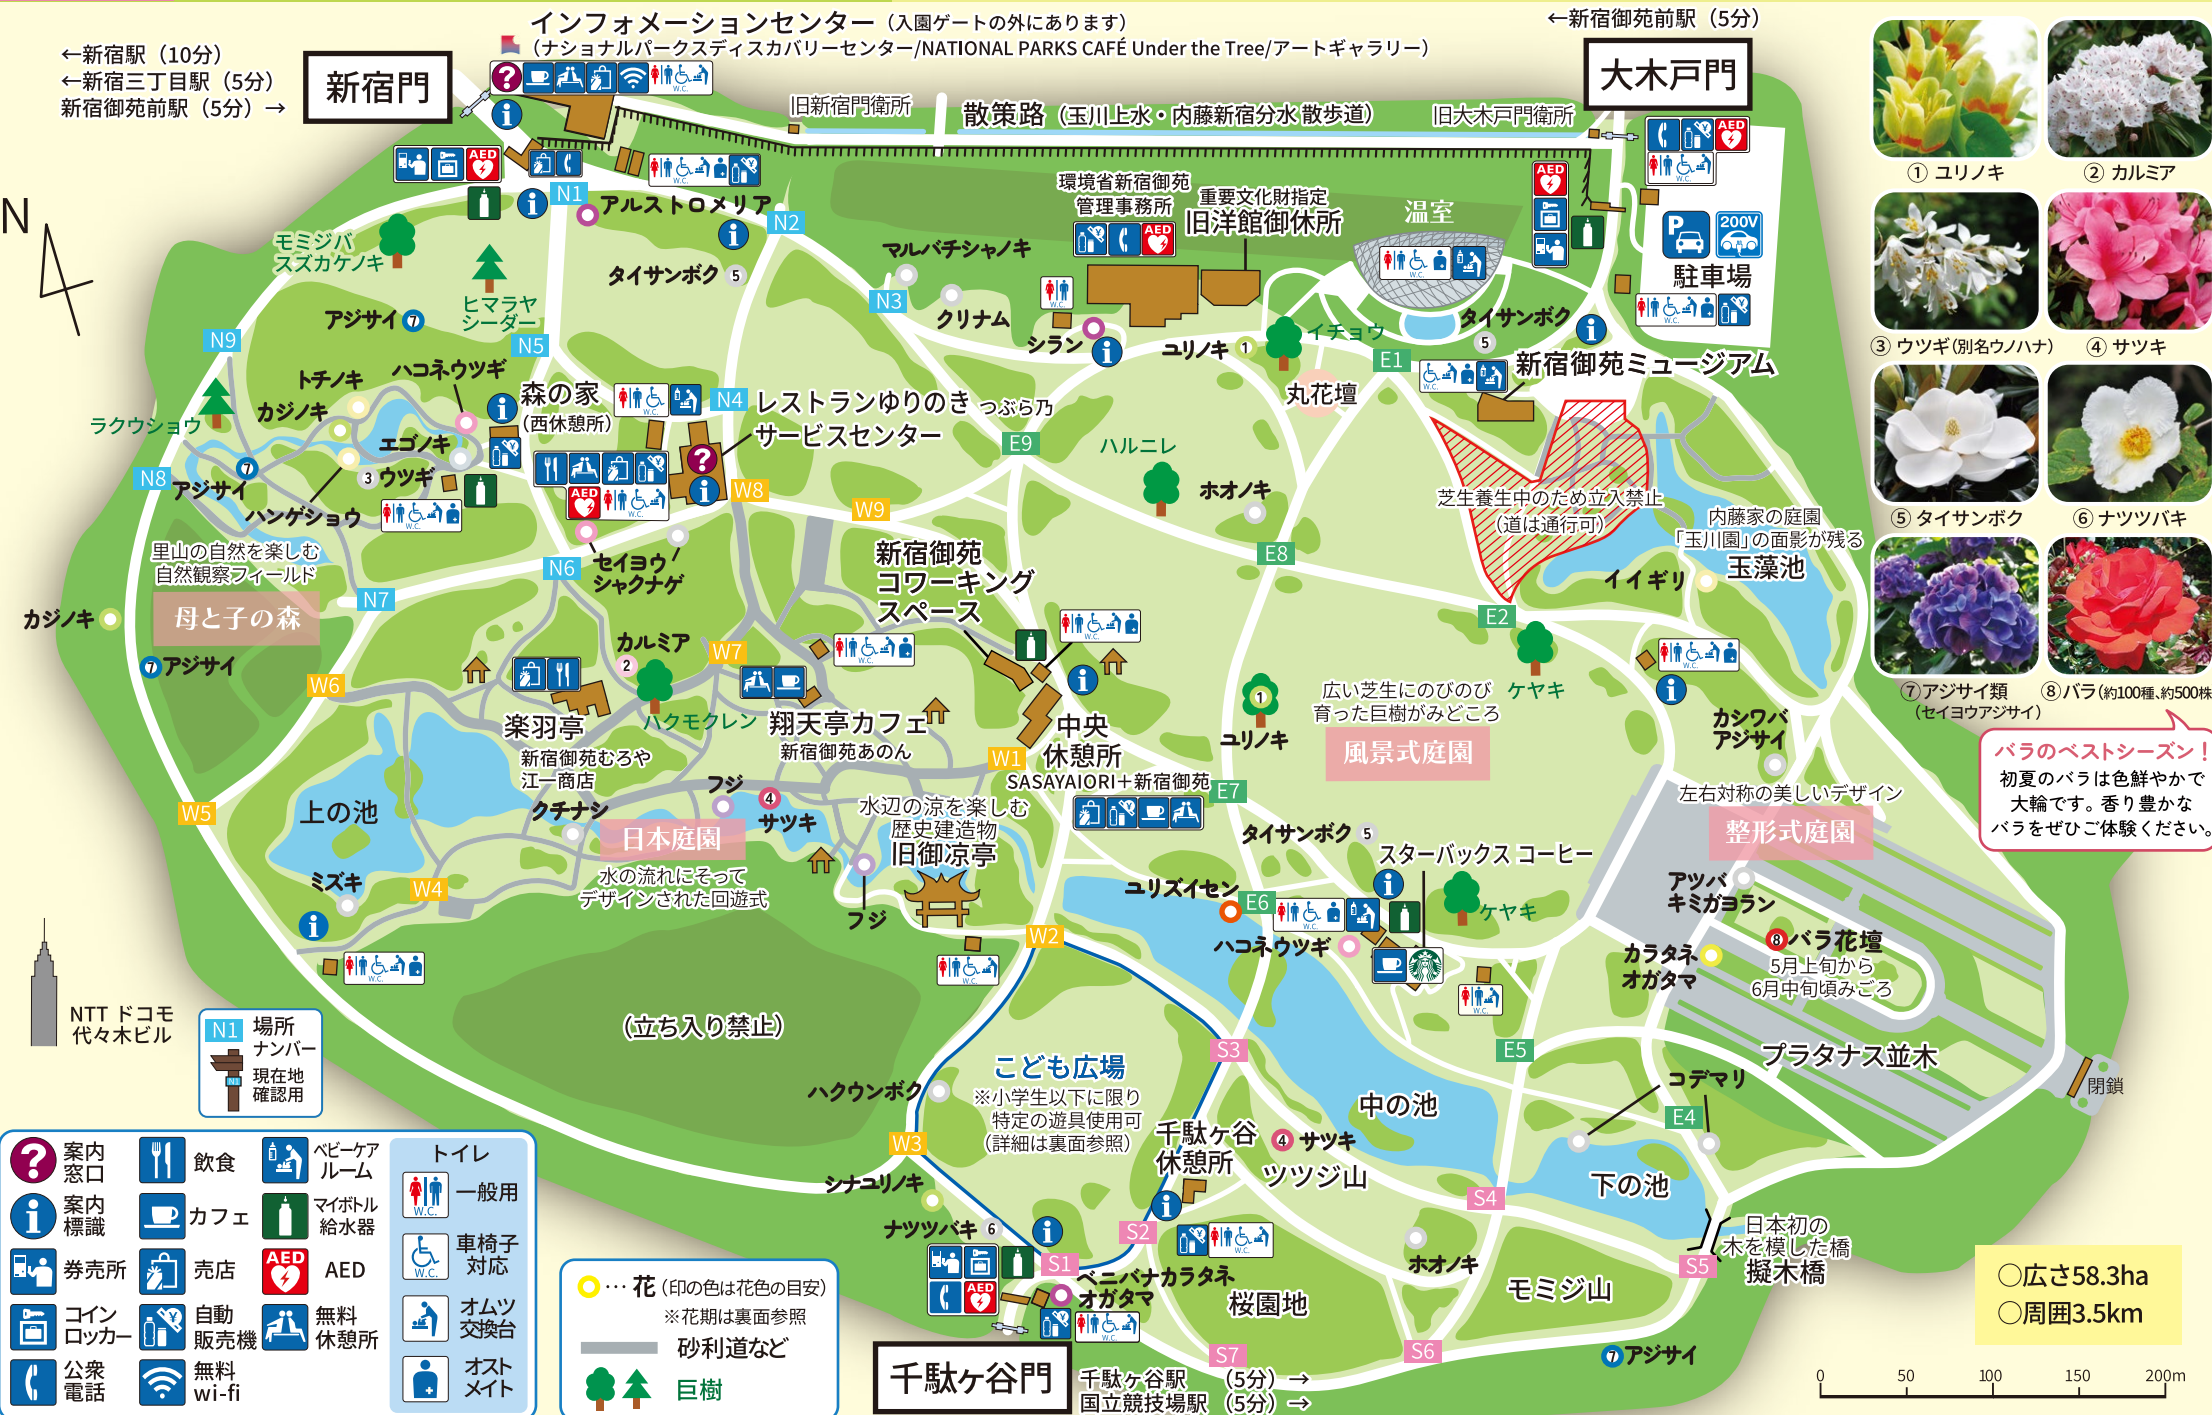 インフォメーションセンター（入園ゲートの外にあります）
（ナショナルパークスディスカバリーセンター/NATIONAL PARKS CAFÉ Under the Tree/アートギャラリー）
←新宿御苑前駅（5分）
←新宿駅（10分）
←新宿三丁目駅（5分）
新宿御苑前駅（5分）→
新宿門
大木戸門
旧新宿門衛所
散策路（玉川上水・内藤新宿分水 散歩道）
旧大木戸門衛所
① ユリノキ
② カルミア
③ ウツギ(別名ウノハナ)
④ サツキ
⑤ タイサンボク
⑥ ナツツバキ
⑦アジサイ類
（セイヨウアジサイ）
⑧バラ(約100種、約500株
バラのベストシーズン！
初夏のバラは色鮮やかで
大輪です。香り豊かな
バラをぜひご体験ください。
N
N1
アルストロメリア
N2
モミジバ
スズカケノキ
ヒマラヤ
シーダー
タイサンボク 5
マルバチシャノキ
環境省新宿御苑
管理事務所
重要文化財指定
旧洋館御休所
温室
P
200V
駐車場
N3
クリナム
シラン
ユリノキ 1
イチョウ
タイサンボク
5
E1
新宿御苑ミュージアム
丸花壇
アジサイ 7
N9
N5
トチノキ
ハコネウツギ
カジノキ
森の家
（西休憩所）
N4
レストランゆりのき つぶら乃
サービスセンター
ラクウショウ
エゴノキ
3 ウツギ
N8
アジサイ
7
ハンゲショウ
E9
ハルニレ
ホオノキ
W8
W9
芝生養生中のため立入禁止
（道は通行可）
内藤家の庭園
「玉川園」の面影が残る
玉藻池
イイギリ
里山の自然を楽しむ
自然観察フィールド
母と子の森
N6
セイヨウ
シャクナゲ
N7
新宿御苑
コワーキング
スペース
E8
E2
カジノキ
7 アジサイ
カルミア
2
W7
W6
ハクモクレン
楽羽亭
新宿御苑むろや
江一商店
翔天亭カフェ
新宿御苑あのん
中央
休憩所
SASAYAIORI＋新宿御苑
W1
1
ユリノキ
広い芝生にのびのび
育った巨樹がみどころ
風景式庭園
ケヤキ
カシワバ
アジサイ
W5
上の池
クチナシ
フジ
4
サツキ
日本庭園
水の流れにそって
デザインされた回遊式
水辺の涼を楽しむ
歴史建造物
旧御凉亭
フジ
E7
タイサンボク 5
スターバックス コーヒー
左右対称の美しいデザイン
整形式庭園
ミズキ
W4
ユリズイセン
E6
ケヤキ
ハコネウツギ
アツバ
キミガヨラン
8 バラ花壇
5月上旬から
6月中旬頃みごろ
カラタネ
オガタマ
W2
NTT ドコモ
代々木ビル
N1 場所
ナンバー
N1
現在地
確認用
（立ち入り禁止）
こども広場
※小学生以下に限り
特定の遊具使用可
（詳細は裏面参照）
ハクウンボク
S3
E5
プラタナス並木
コデマリ
E4
閉鎖
中の池
W3
千駄ヶ谷
休憩所
4 サツキ
ツツジ山
シナユリノキ
ナツツバキ 6
S2
S1
S4
下の池
日本初の
木を模した橋
擬木橋
S5
ホオノキ
モミジ山
ベニバナカラタネ
オガタマ
桜園地
S7
S6
7 アジサイ
千駄ヶ谷門
千駄ヶ谷駅 （5分）→
国立競技場駅 （5分）→
○広さ58.3ha
○周囲3.5km
0 50 100 150 200m
案内
窓口
飲食
ベビーケア
ルーム
案内
標識
カフェ
マイボトル
給水器
券売所
売店
AED
AED
コイン
ロッカー
自動
販売機
無料
休憩所
公衆
電話
無料
wi-fi
トイレ
一般用
W.C.
車椅子
対応
W.C.
オムツ
交換台
オスト
メイト
… 花（印の色は花色の目安）
※花期は裏面参照
砂利道など
巨樹